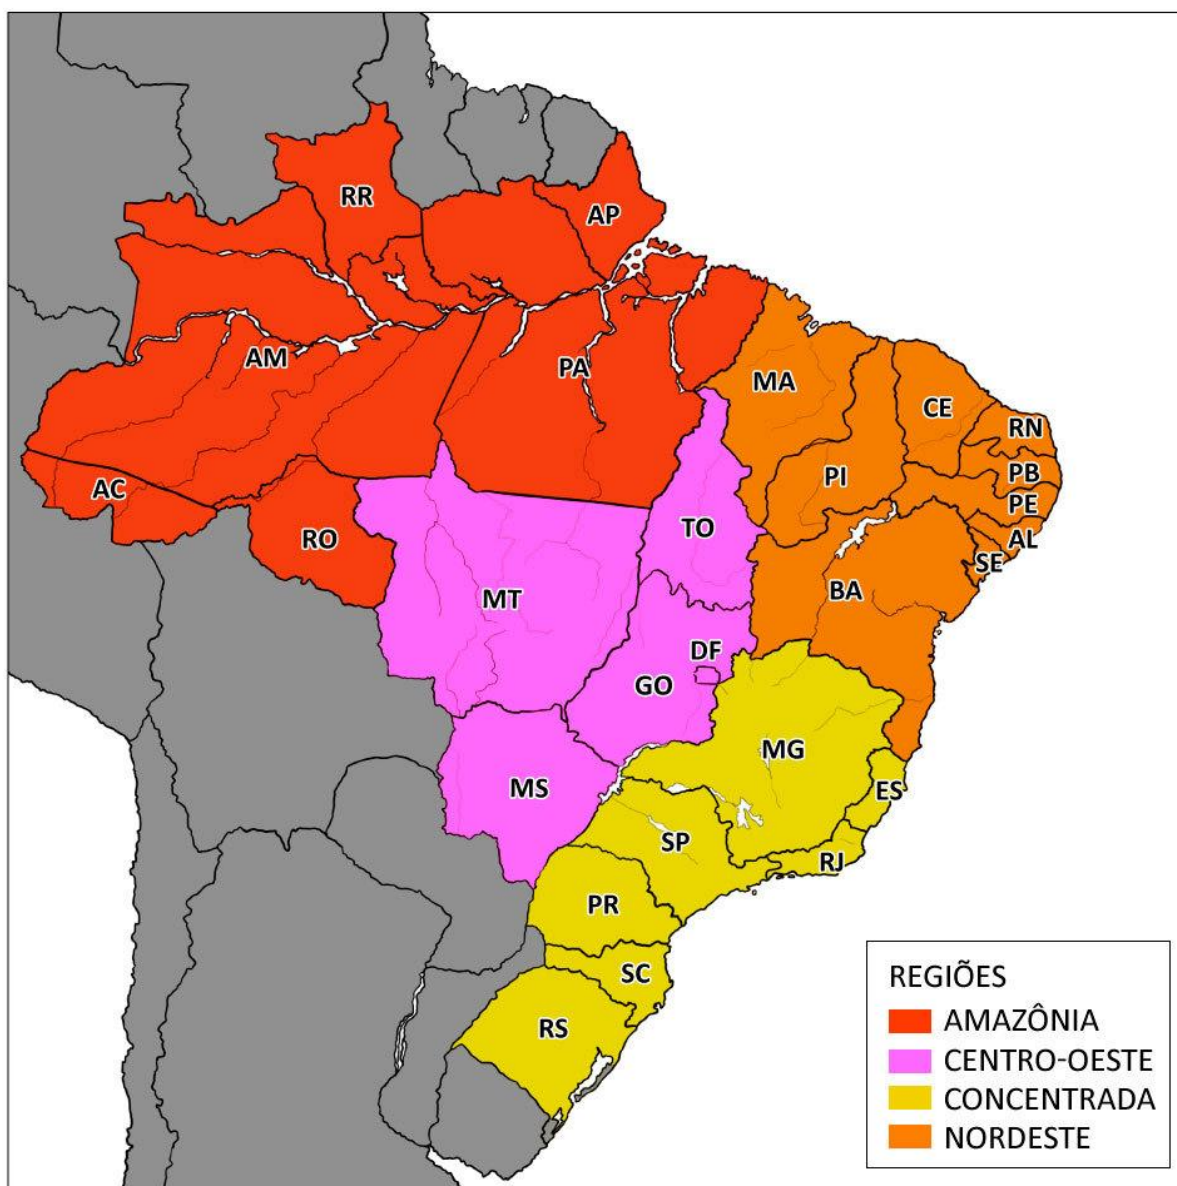 RR
AP
AM
PA
MA
CE
RN
PI
PB
PE
AC
TO
AL
RO
SE
BA
MT
DF
GO
MG
MS
ES
SP
RJ
PR
SC
RS
REGIÕES
AMAZÔNIA
CENTRO-OESTE
CONCENTRADA
NORDESTE